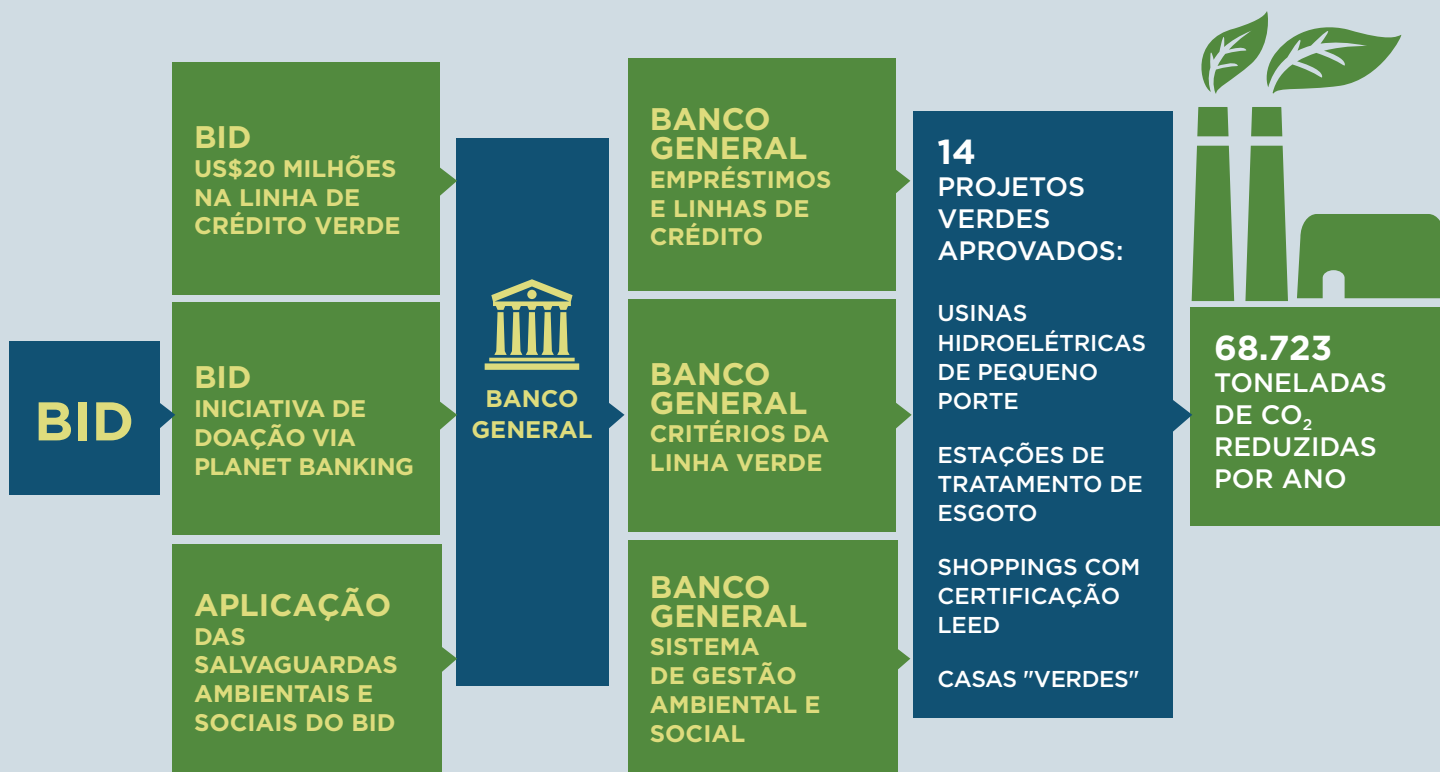 BID
BID
US$20 MILHÕES
NA LINHA DE
CRÉDITO VERDE
BID
INICIATIVA DE
DOAÇÃO VIA
PLANET BANKING
APLICAÇÃO
DAS
SALVAGUARDAS
AMBIENTAIS E
SOCIAIS DO BID
BANCO
GENERAL
BANCO
GENERAL
EMPRÉSTIMOS
E LINHAS DE
CRÉDITO
BANCO
GENERAL
CRITÉRIOS DA
LINHA VERDE
BANCO
GENERAL
SISTEMA
DE GESTÃO
AMBIENTAL E
SOCIAL
14
PROJETOS
VERDES
APROVADOS:
USINAS
HIDROELÉTRICAS
DE PEQUENO
PORTE
ESTAÇÕES DE
TRATAMENTO DE
ESGOTO
SHOPPINGS COM
CERTIFICAÇÃO
LEED
CASAS "VERDES"
68.723
TONELADAS
DE CO₂
REDUZIDAS
POR ANO